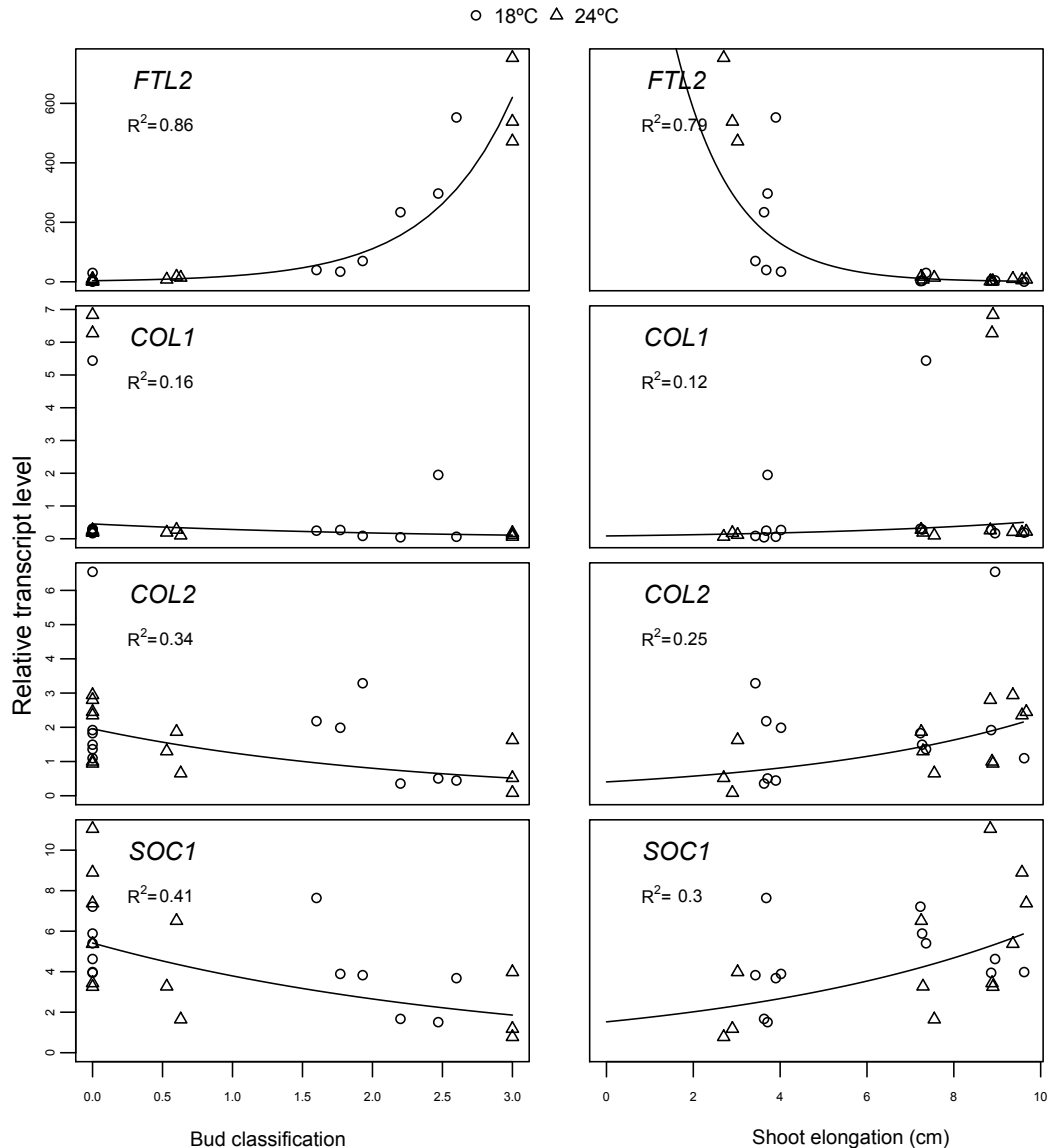 18ºC 24ºC
FTL2
R²=0.86
0 200 400 600
FTL2
R²=0.79
COL1
R²=0.16
0 1 2 3 4 5 6 7
COL1
R²=0.12
COL2
R²=0.34
0 1 2 3 4 5 6
COL2
R²=0.25
SOC1
R²=0.41
0 2 4 6 8 10
SOC1
R²= 0.3
Relative transcript level
0.0 0.5 1.0 1.5 2.0 2.5 3.0
0 2 4 6 8 10
Bud classification
Shoot elongation (cm)